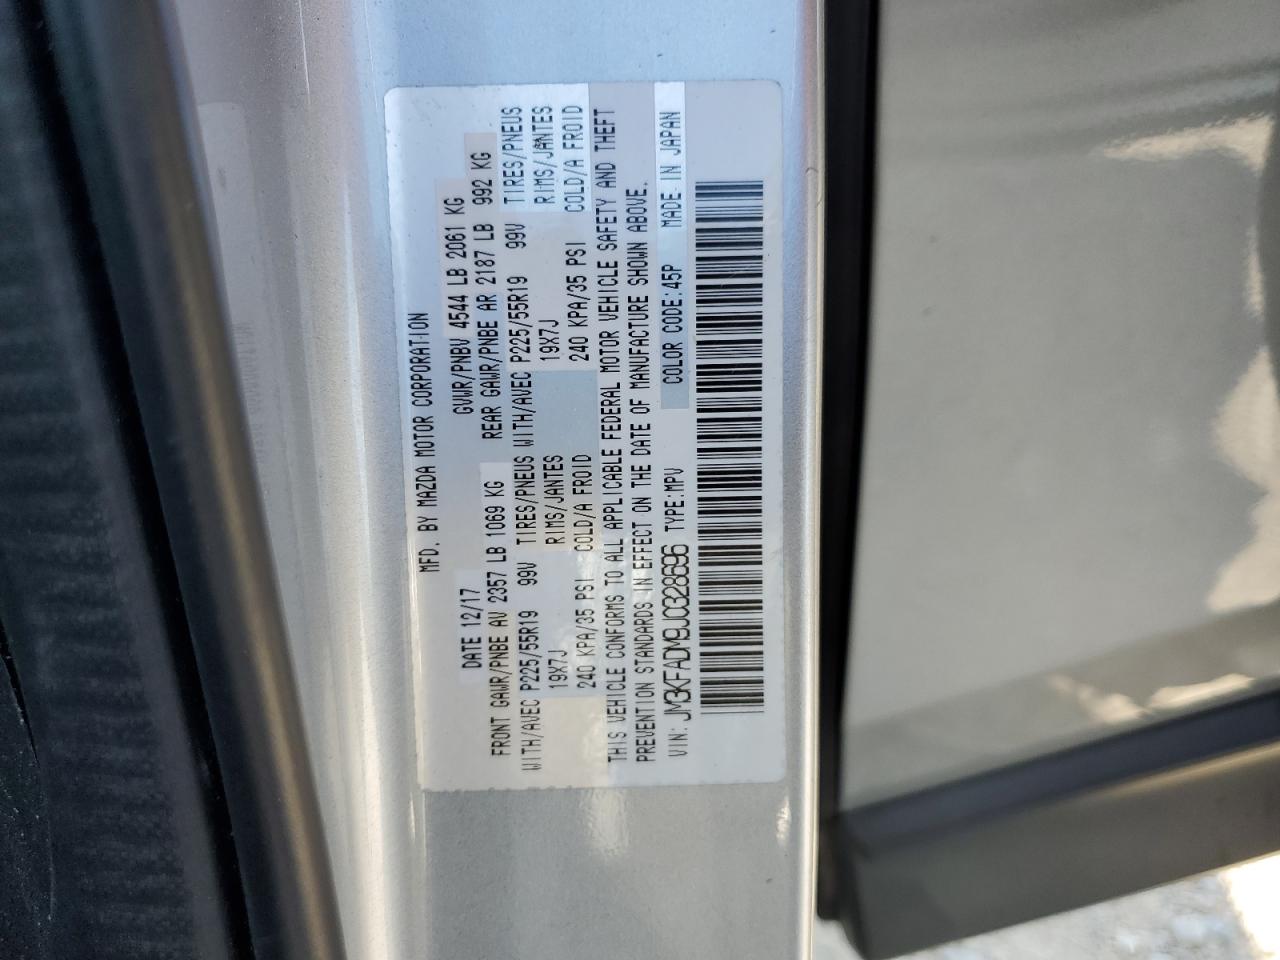 MFD. BY MAZDA MOTOR CORPORATION
DATE 12/17 GVWR/PNBV 4544 LB 2061 KG
FRONT GAWR/PNBE AV 2357 LB 1069 KG REAR GAWR/PNBE AR 2187 LB 992 KG
WITH/AVEC P225/55R19 99V TIRES/PNEUS WITH/AVEC P225/55R19 99V TIRES/PNEUS
19X7J RIMS/JANTES 19X7J RIMS/JANTES
240 KPA/35 PSI COLD/A FROID 240 KPA/35 PSI COLD/A FROID
THIS VEHICLE CONFORMS TO ALL APPLICABLE FEDERAL MOTOR VEHICLE SAFETY AND THEFT
PREVENTION STANDARDS IN EFFECT ON THE DATE OF MANUFACTURE SHOWN ABOVE.
VIN: JM3KFADM9J0328696 TYPE:MPV COLOR CODE:45P MADE IN JAPAN